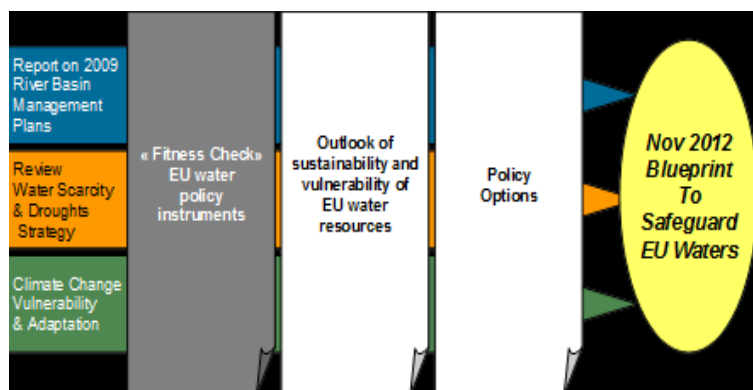 Report on 2009
River Basin
Management
Plans
Review
Water Scarcity
& Droughts
Strategy
Climate Change
Vulnerability
& Adaptation
« Fitness Check»
EU water
policy
instruments
Outlook of
sustainability and
vulnerability of
EU water
resources
Policy
Options
Nov 2012
Blueprint
To
Safeguard
EU Waters